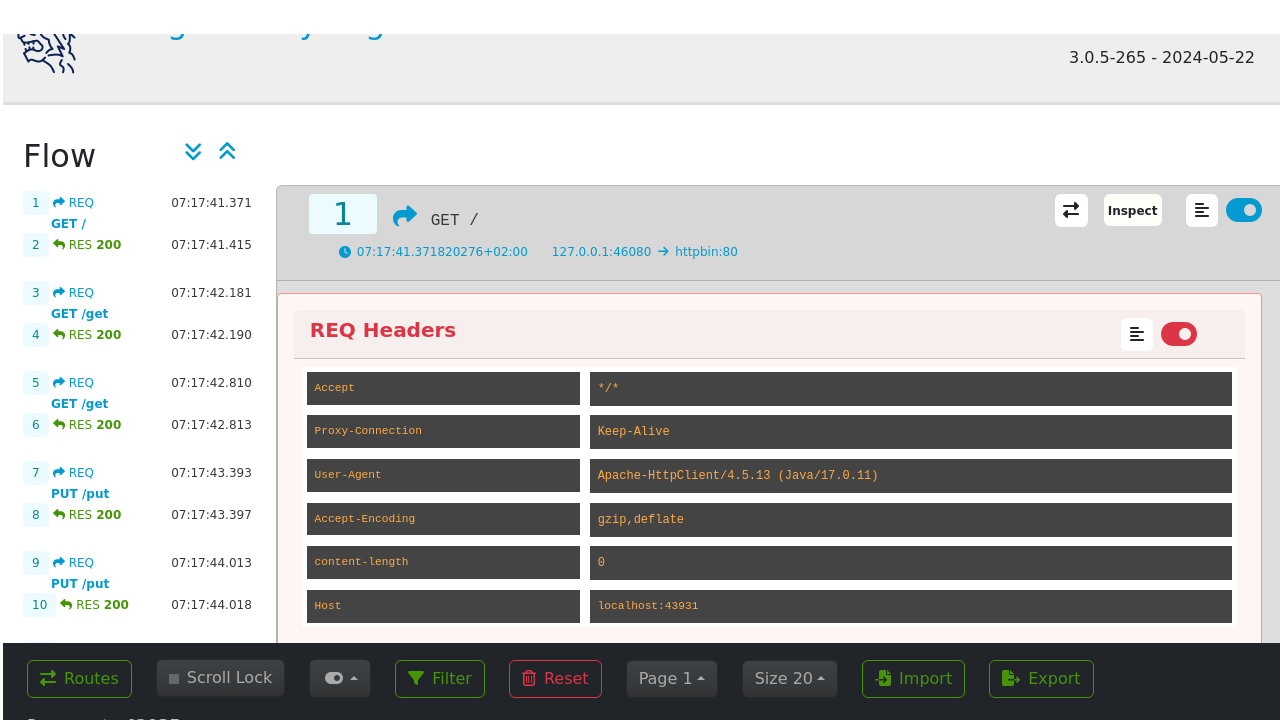 3.0.5-265 - 2024-05-22
Flow
1 REQ 07:17:41.371
GET /
2 RES 200 07:17:41.415
3 REQ 07:17:42.181
GET /get
4 RES 200 07:17:42.190
5 REQ 07:17:42.810
GET /get
6 RES 200 07:17:42.813
7 REQ 07:17:43.393
PUT /put
8 RES 200 07:17:43.397
9 REQ 07:17:44.013
PUT /put
10 RES 200 07:17:44.018
1 GET / Inspect
07:17:41.371820276+02:00 127.0.0.1:46080 → httpbin:80
REQ Headers
Accept */*
Proxy-Connection Keep-Alive
User-Agent Apache-HttpClient/4.5.13 (Java/17.0.11)
Accept-Encoding gzip,deflate
content-length 0
Host localhost:43931
Routes Scroll Lock Filter Reset Page 1 Size 20 Import Export